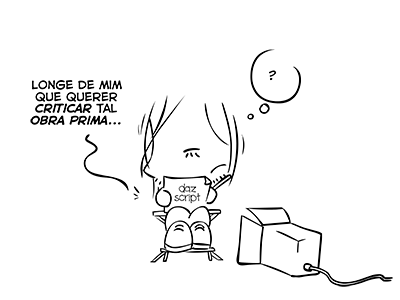 LONGE DE MIM
QUE QUERER
CRITICAR TAL
OBRA PRIMA...
?
daz
script